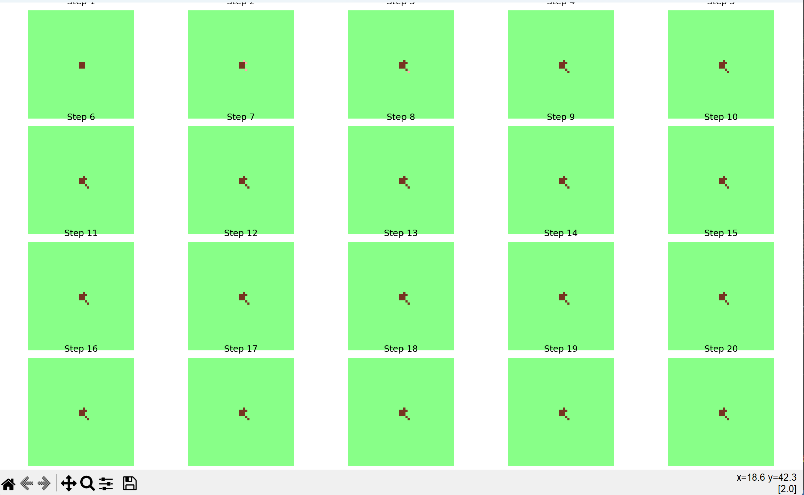 Step 6 Step 7 Step 8 Step 9 Step 10
Step 11 Step 12 Step 13 Step 14 Step 15
Step 16 Step 17 Step 18 Step 19 Step 20
x=18.6 y=42.3
[2.0]